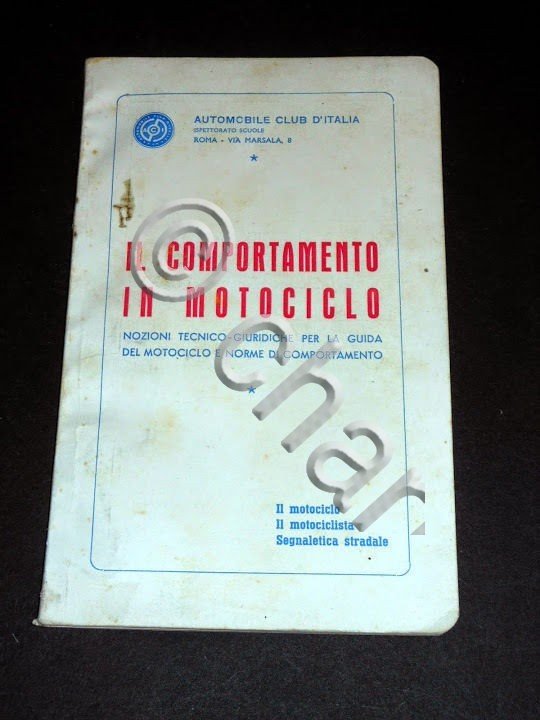 AUTOMOBILE CLUB D'ITALIA
ISPETTORATO SCUOLE
ROMA - VIA MARSALA, 8
IL COMPORTAMENTO
IN MOTOCICLO
NOZIONI TECNICO-GIURIDICHE PER LA GUIDA
DEL MOTOCICLO E NORME DI COMPORTAMENTO
Il motociclo
Il motociclista
Segnaletica stradale
© char